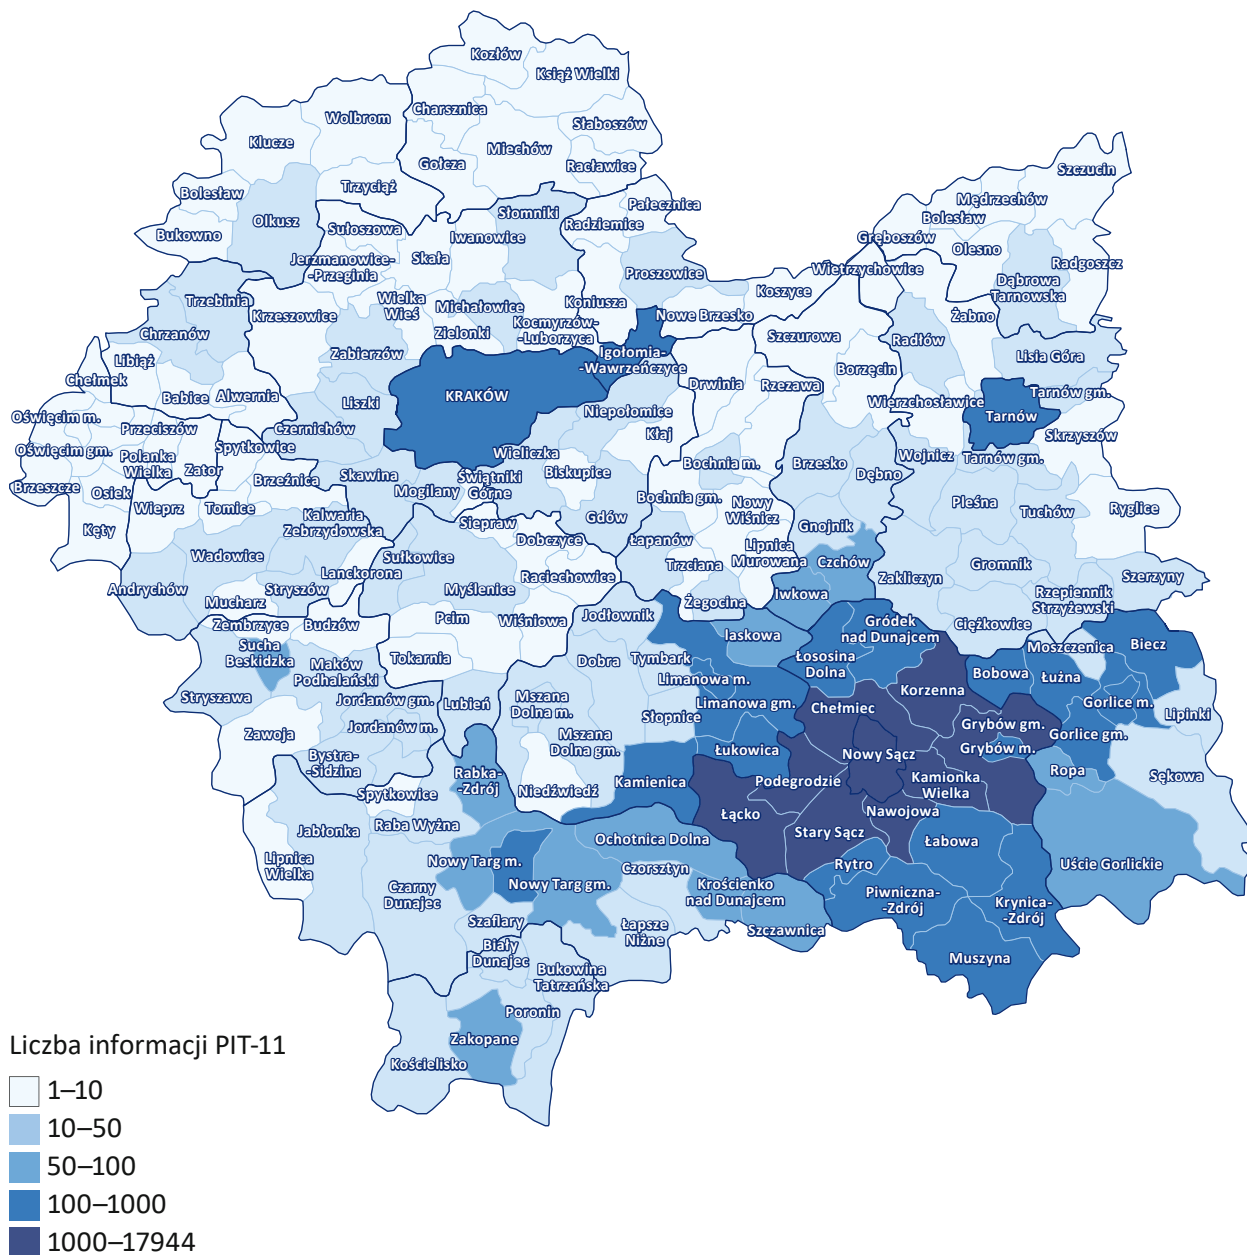 Kozłów
Książ Wielki
Charsznica
Wolbrom
Słaboszów
Klucze
Miechów
Gołcza
Racławice
Szczucin
Trzyciąż
Bolesław
Mędrzechów
Pałecznica
Słomniki
Bolesław
Olkusz
Radziemice
Sułoszowa
Bukowno
Iwanowice
Gręboszów
Olesno
Skała
Jerzmanowice-
-Przeginia
Radgoszcz
Wietrzychowice
Proszowice
Dąbrowa
Tarnowska
Koszyce
Trzebinia
Wielka
Wieś
Michałowice
Koniusza
Krzeszowice
Nowe Brzesko
Żabno
Kocmyrzów-
-Luborzyca
Chrzanów
Zielonki
Szczurowa
Radłów
Zabierzów
Igołomia-
-Wawrzeńczyce
Lisia Góra
Libiąż
Borzęcin
Chełmek
Drwinia
Rzezawa
Tarnów gm.
Babice
Alwernia
KRAKÓW
Liszki
Wierzchosławice
Niepołomice
Tarnów
Oświęcim m.
Przeciszów
Czernichów
Kłaj
Skrzyszów
Oświęcim gm.
Polanka
Wielka
Spytkowice
Wieliczka
Wojnicz
Tarnów gm.
Zator
Bochnia m.
Brzesko
Biskupice
Skawina
Świątniki
Górne
Dębno
Brzeźnica
Brzeszcze
Osiek
Mogilany
Bochnia gm.
Wieprz
Tomice
Nowy
Wiśnicz
Pleśna
Ryglice
Tuchów
Kalwaria
Zebrzydowska
Siepraw
Gdów
Kęty
Gnojnik
Dobczyce
Łapanów
Lipnica
Murowana
Wadowice
Sułkowice
Czchów
Trzciana
Gromnik
Lanckorona
Raciechowice
Zakliczyn
Szerzyny
Andrychów
Stryszów
Myślenice
Iwkowa
Rzepiennik
Strzyżewski
Mucharz
Żegocina
Jodłownik
Pcim
Wiśniowa
Zembrzyce
Budzów
Gródek
nad Dunajcem
Ciężkowice
Laskowa
Sucha
Beskidzka
Moszczenica
Biecz
Tokarnia
Dobra
Tymbark
Łososina
Dolna
Maków
Podhalański
Limanowa m.
Bobowa
Łużna
Korzenna
Stryszawa
Jordanów gm.
Lubień
Mszana
Dolna m.
Limanowa gm.
Chełmiec
Gorlice m.
Lipinki
Słopnice
Jordanów m.
Grybów gm.
Zawoja
Mszana
Dolna gm.
Gorlice gm.
Łukowica
Nowy Sącz
Grybów m.
Bystra-
-Sidzina
Rabka-
-Zdrój
Kamienica
Podegrodzie
Kamionka
Wielka
Ropa
Sękowa
Niedźwiedź
Spytkowice
Łącko
Nawojowa
Raba Wyżna
Jabłonka
Stary Sącz
Ochotnica Dolna
Łabowa
Lipnica
Wielka
Nowy Targ m.
Czorsztyn
Rytro
Uście Gorlickie
Nowy Targ gm.
Krościenko
nad Dunajcem
Czarny
Dunajec
Piwniczna-
-Zdrój
Krynica-
-Zdrój
Szaflary
Łapsze
Niżne
Szczawnica
Biały
Dunajec
Muszyna
Bukowina
Tatrzańska
Poronin
Zakopane
Kościelisko
Liczba informacji PIT-11
1–10
10–50
50–100
100–1000
1000–17944